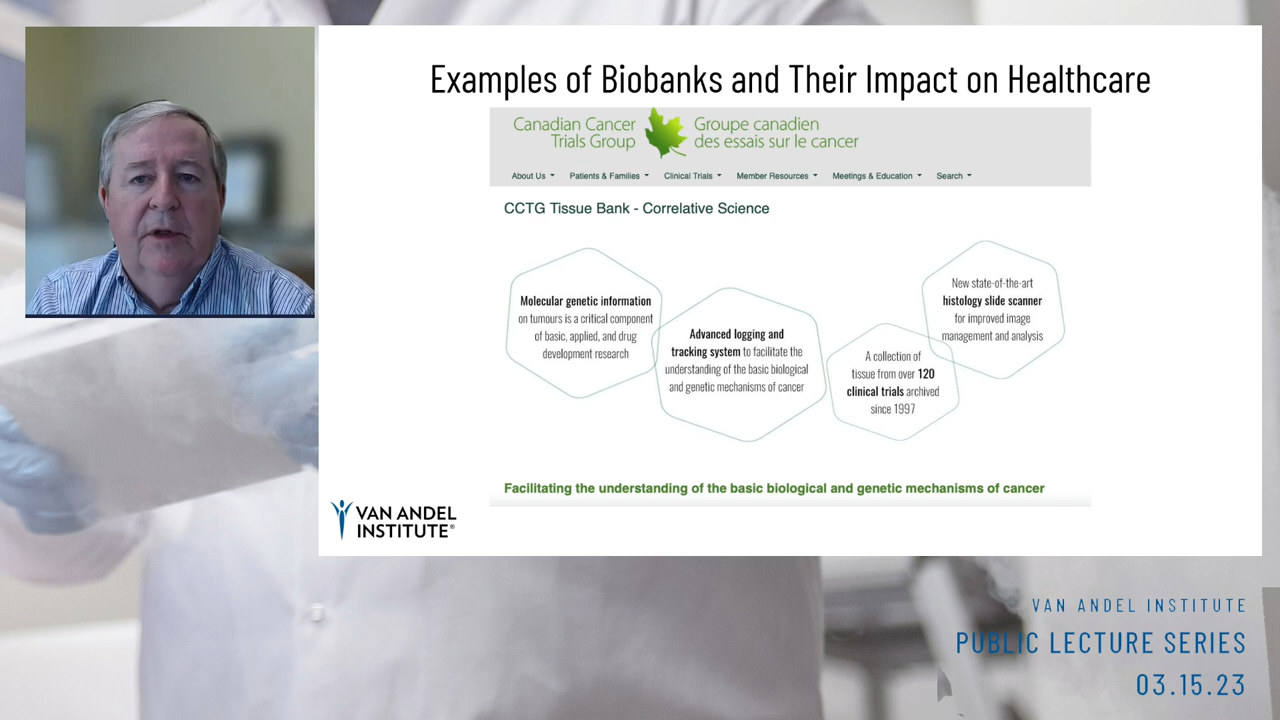 Examples of Biobanks and Their Impact on Healthcare
Canadian Cancer
Trials Group
Groupe canadien
des essais sur le cancer
About Us
Patients & Families
Clinical Trials
Member Resources
Meetings & Education
Search
CCTG Tissue Bank - Correlative Science
Molecular genetic information
on tumours is a critical component
of basic, applied, and drug
development research
Advanced logging and
tracking system to facilitate the
understanding of the basic biological
and genetic mechanisms of cancer
A collection of
tissue from over 120
clinical trials archived
since 1997
New state-of-the-art
histology slide scanner
for improved image
management and analysis
Facilitating the understanding of the basic biological and genetic mechanisms of cancer
VAN ANDEL
INSTITUTE®
VAN ANDEL INSTITUTE
PUBLIC LECTURE SERIES
03.15.23